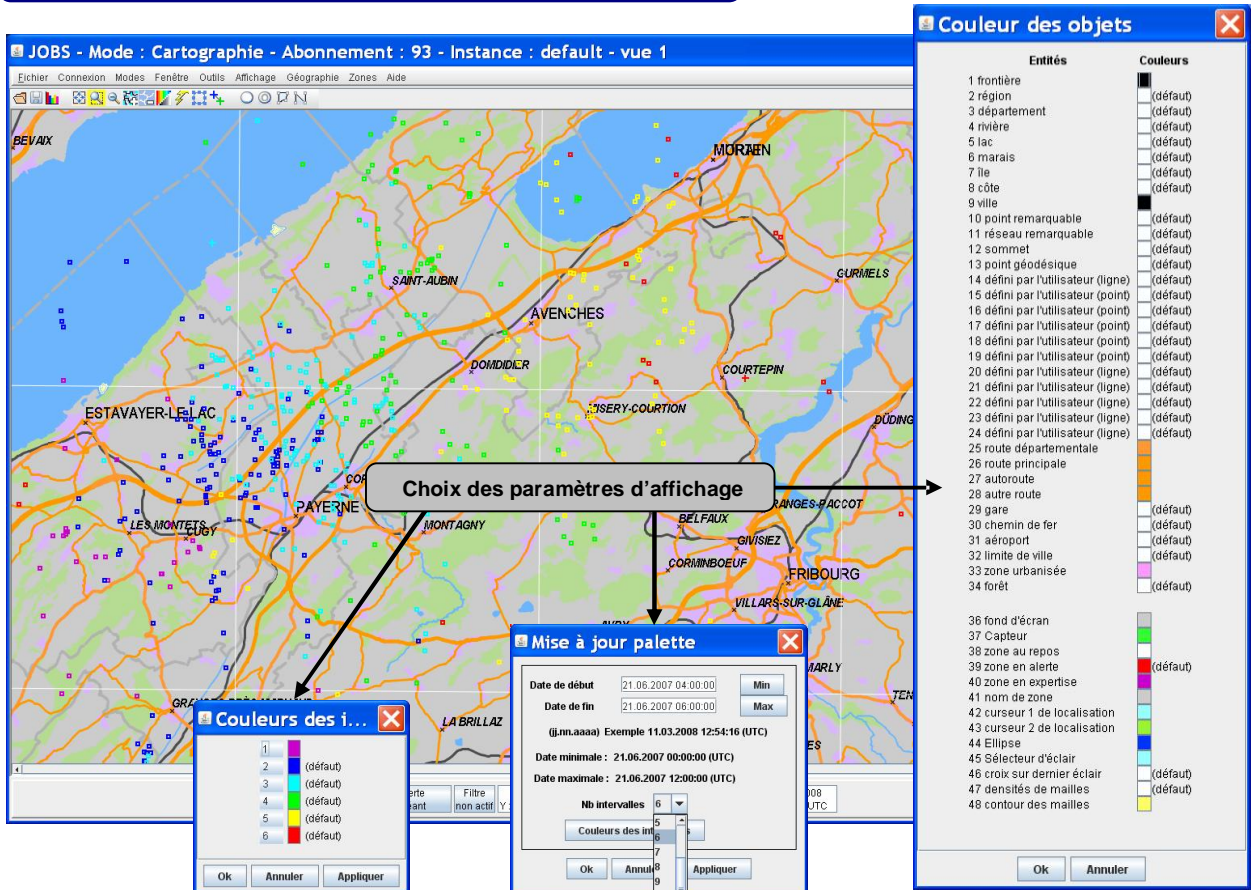 JOBS - Mode : Cartographie - Abonnement : 93 - Instance : default - vue 1
Eichier Connexion Modes Fenêtre Outils Affichage Géographie Zones Aide
BEVAIX
GURMELS
SAINT-AUBIN
AVENCHES
DOMDIDIER
COURTEPIN
ESTAVAYER-LE-LAC
MISERY-COURTION
Choix des paramètres d'affichage
PAYERNE
LES MONTETS
CUGY
MONTAGNY
BELFAUX
GIVISIEZ
CORMINBOEUF
FRIBOURG
VILLARS-SUR-GLÂNE
LA BRILLAZ
Filtre
non actif
Couleurs des i...
1
2 (défaut)
3 (défaut)
4 (défaut)
5 (défaut)
6 (défaut)
Ok Annuler Appliquer
Mise à jour palette
Date de début 21.06.2007 04:00:00 Min
Date de fin 21.06.2007 06:00:00 Max
(jj.nn.aaaa) Exemple 11.03.2008 12:54:16 (UTC)
Date minimale : 21.06.2007 00:00:00 (UTC)
Date maximale : 21.06.2007 12:00:00 (UTC)
Nb intervalles 6
5
6
7
8
9
Couleurs des
Ok Appliquer
Couleur des objets
Entités Couleurs
1 frontière
2 région (défaut)
3 département (défaut)
4 rivière (défaut)
5 lac (défaut)
6 marais (défaut)
7 île (défaut)
8 côte (défaut)
9 ville
10 point remarquable (défaut)
11 réseau remarquable (défaut)
12 sommet (défaut)
13 point géodésique (défaut)
14 défini par l'utilisateur (ligne) (défaut)
15 défini par l'utilisateur (point) (défaut)
16 défini par l'utilisateur (point) (défaut)
17 défini par l'utilisateur (point) (défaut)
18 défini par l'utilisateur (point) (défaut)
19 défini par l'utilisateur (point) (défaut)
20 défini par l'utilisateur (ligne) (défaut)
21 défini par l'utilisateur (ligne) (défaut)
22 défini par l'utilisateur (ligne) (défaut)
23 défini par l'utilisateur (ligne) (défaut)
24 défini par l'utilisateur (ligne) (défaut)
25 route départementale
26 route principale
27 autoroute
28 autre route
29 gare (défaut)
30 chemin de fer (défaut)
31 aéroport (défaut)
32 limite de ville (défaut)
33 zone urbanisée
34 forêt (défaut)
36 fond d'écran
37 Capteur
38 zone au repos
39 zone en alerte (défaut)
40 zone en expertise
41 nom de zone
42 curseur 1 de localisation
43 curseur 2 de localisation
44 Ellipse
45 Sélecteur d'éclair
46 croix sur dernier éclair (défaut)
47 densités de mailles (défaut)
48 contour des mailles
Ok Annuler